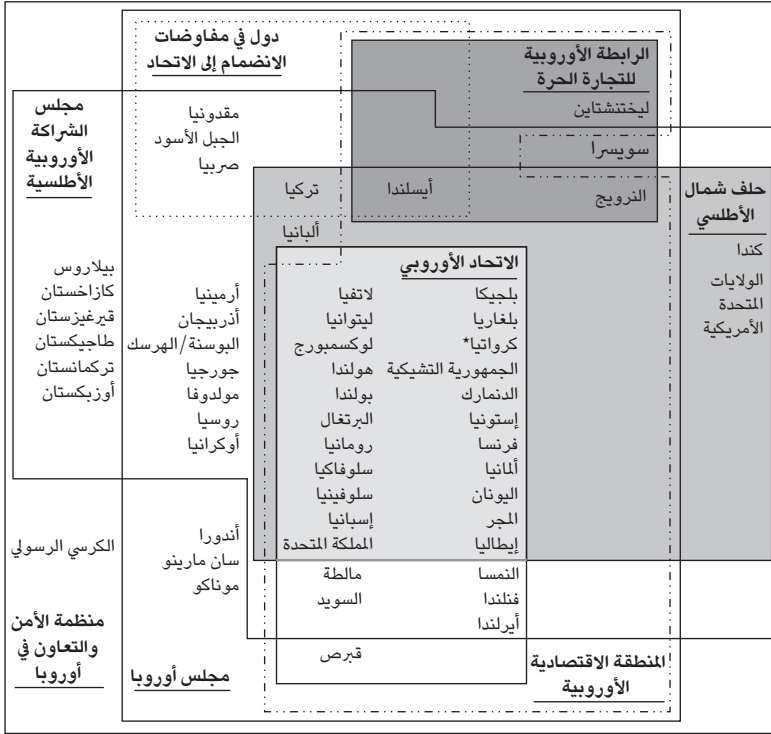 دول في مفاوضات
الانضمام إلى الاتحاد
الرابطة الأوروبية
للتجارة الحرة
ليختنشتاين
سويسرا
النرويج
أيسلندا
مجلس
الشراكة
الأوروبية
الأطلسية
مقدونيا
الجبل الأسود
صربيا
تركيا
ألبانيا
حلف شمال
الأطلسي
كندا
الولايات
المتحدة
الأمريكية
الاتحاد الأوروبي
بلجيكا
بلغاريا
كرواتيا*
الجمهورية التشيكية
الدنمارك
إستونيا
فرنسا
ألمانيا
اليونان
المجر
إيطاليا
النمسا
فنلندا
أيرلندا
لاتفيا
ليتوانيا
لوكسمبورج
هولندا
بولندا
البرتغال
رومانيا
سلوفاكيا
سلوفينيا
إسبانيا
المملكة المتحدة
مالطة
السويد
قبرص
أرمينيا
أذربيجان
البوسنة/الهرسك
جورجيا
مولدوفا
روسيا
أوكرانيا
أندورا
سان مارينو
موناكو
بيلاروس
كازاخستان
قيرغيزستان
طاجيكستان
تركمانستان
أوزبكستان
الكرسي الرسولي
المنطقة الاقتصادية
الأوروبية
مجلس أوروبا
منظمة الأمن
والتعاون في
أوروبا